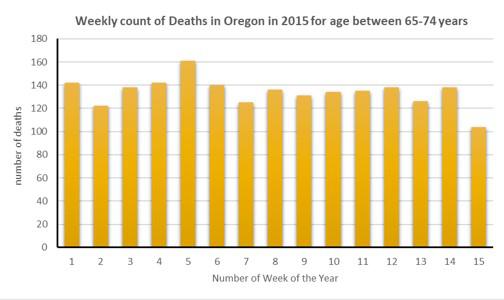 Weekly count of Deaths in Oregon in 2015 for age between 65-74 years
180
160
140
120
100
80
60
40
20
0
number of deaths
1 2 3 4 5 6 7 8 9 10 11 12 13 14 15
Number of Week of the Year